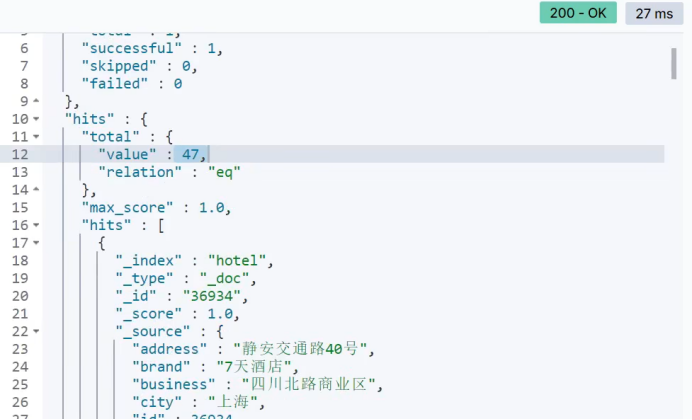 200 - OK 27 ms
5 "total" : 1,
6 "successful" : 1,
7 "skipped" : 0,
8 "failed" : 0
9 },
10 "hits" : {
11 "total" : {
12 "value" : 47,
13 "relation" : "eq"
14 },
15 "max_score" : 1.0,
16 "hits" : [
17 {
18 "_index" : "hotel",
19 "_type" : "_doc",
20 "_id" : "36934",
21 "_score" : 1.0,
22 "_source" : {
23 "address" : "静安交通路40号",
24 "brand" : "7天酒店",
25 "business" : "四川北路商业区",
26 "city" : "上海",
27 "id" : 36934,